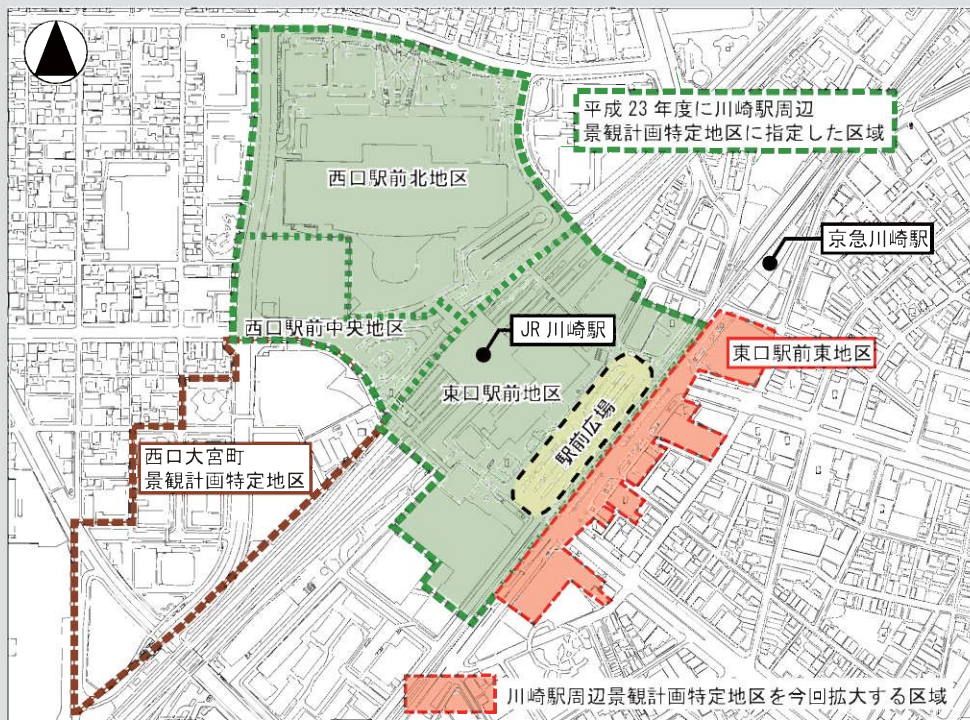 平成 23 年度に川崎駅周辺
景観計画特定地区に指定した区域
西口駅前北地区
京急川崎駅
西口駅前中央地区
JR 川崎駅
東口駅前東地区
東口駅前地区
駅前広場
西口大宮町
景観計画特定地区
川崎駅周辺景観計画特定地区を今回拡大する区域